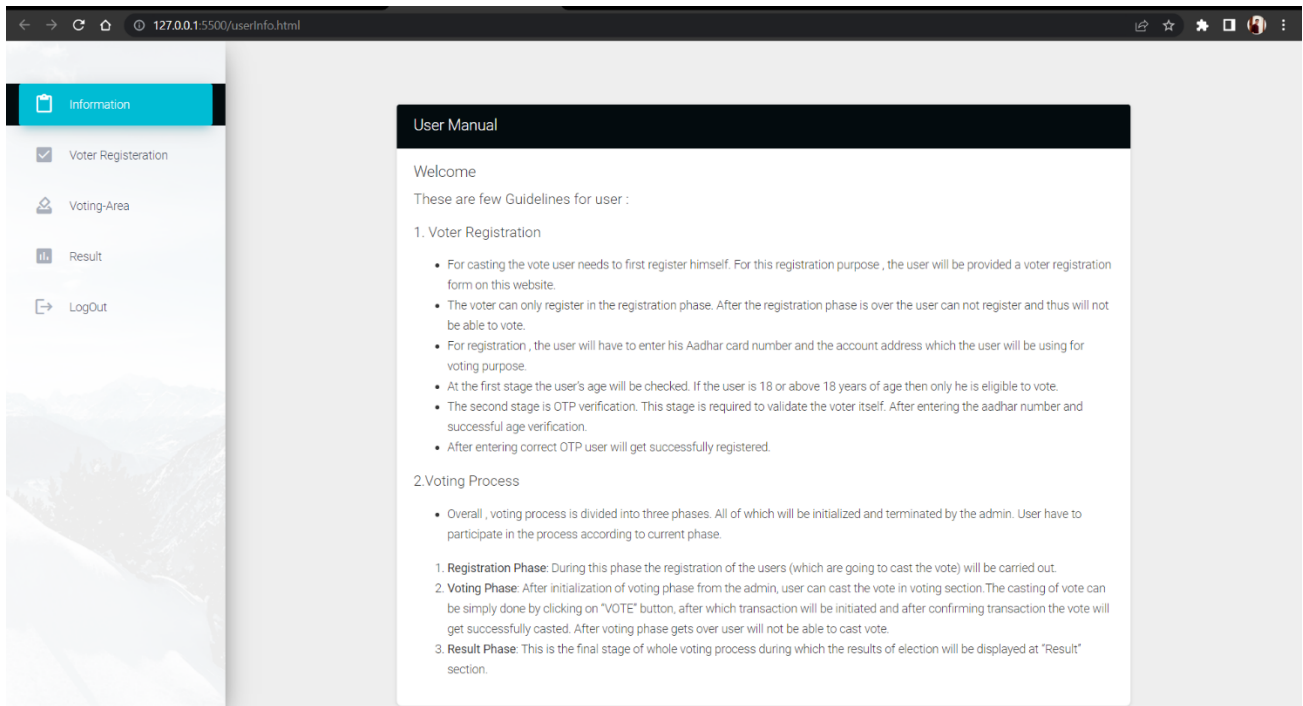 127.0.0.1:5500/userInfo.html
Information
Voter Registeration
Voting-Area
Result
LogOut
User Manual
Welcome
These are few Guidelines for user :
1. Voter Registration
• For casting the vote user needs to first register himself. For this registration purpose , the user will be provided a voter registration
form on this website.
• The voter can only register in the registration phase. After the registration phase is over the user can not register and thus will not
be able to vote.
• For registration , the user will have to enter his Aadhar card number and the account address which the user will be using for
voting purpose.
• At the first stage the user's age will be checked. If the user is 18 or above 18 years of age then only he is eligible to vote.
• The second stage is OTP verification. This stage is required to validate the voter itself. After entering the aadhar number and
successful age verification.
• After entering correct OTP user will get successfully registered.
2.Voting Process
• Overall , voting process is divided into three phases. All of which will be initialized and terminated by the admin. User have to
participate in the process according to current phase.
1. Registration Phase: During this phase the registration of the users (which are going to cast the vote) will be carried out.
2. Voting Phase: After initialization of voting phase from the admin, user can cast the vote in voting section.The casting of vote can
be simply done by clicking on “VOTE” button, after which transaction will be initiated and after confirming transaction the vote will
get successfully casted. After voting phase gets over user will not be able to cast vote.
3. Result Phase: This is the final stage of whole voting process during which the results of election will be displayed at “Result”
section.